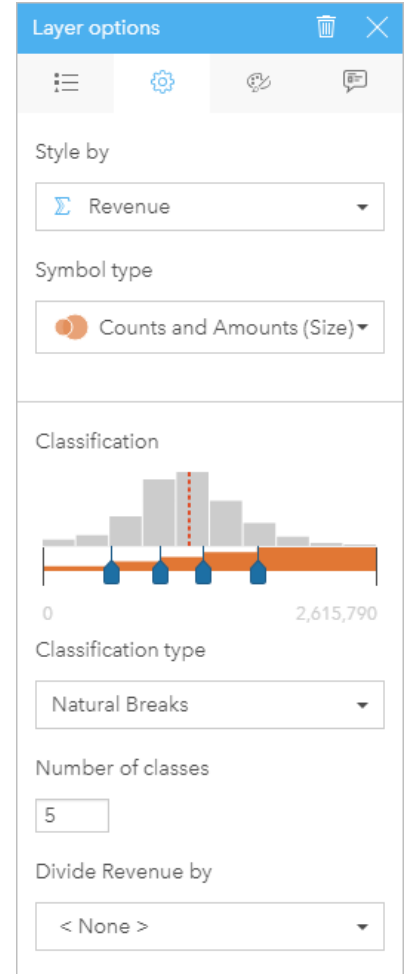 Layer options
Style by
Revenue
Symbol type
Counts and Amounts (Size)
Classification
0 2,615,790
Classification type
Natural Breaks
Number of classes
5
Divide Revenue by
< None >